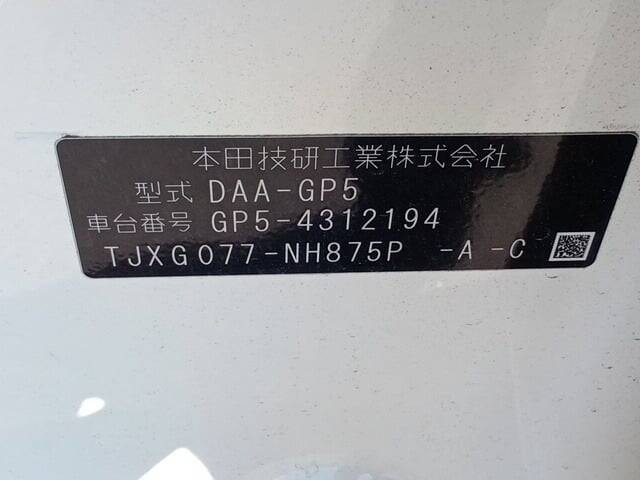 本田技研工業株式会社
型式 DAA-GP5
車台番号 GP5-4312194
TJXG077-NH875P -A -C